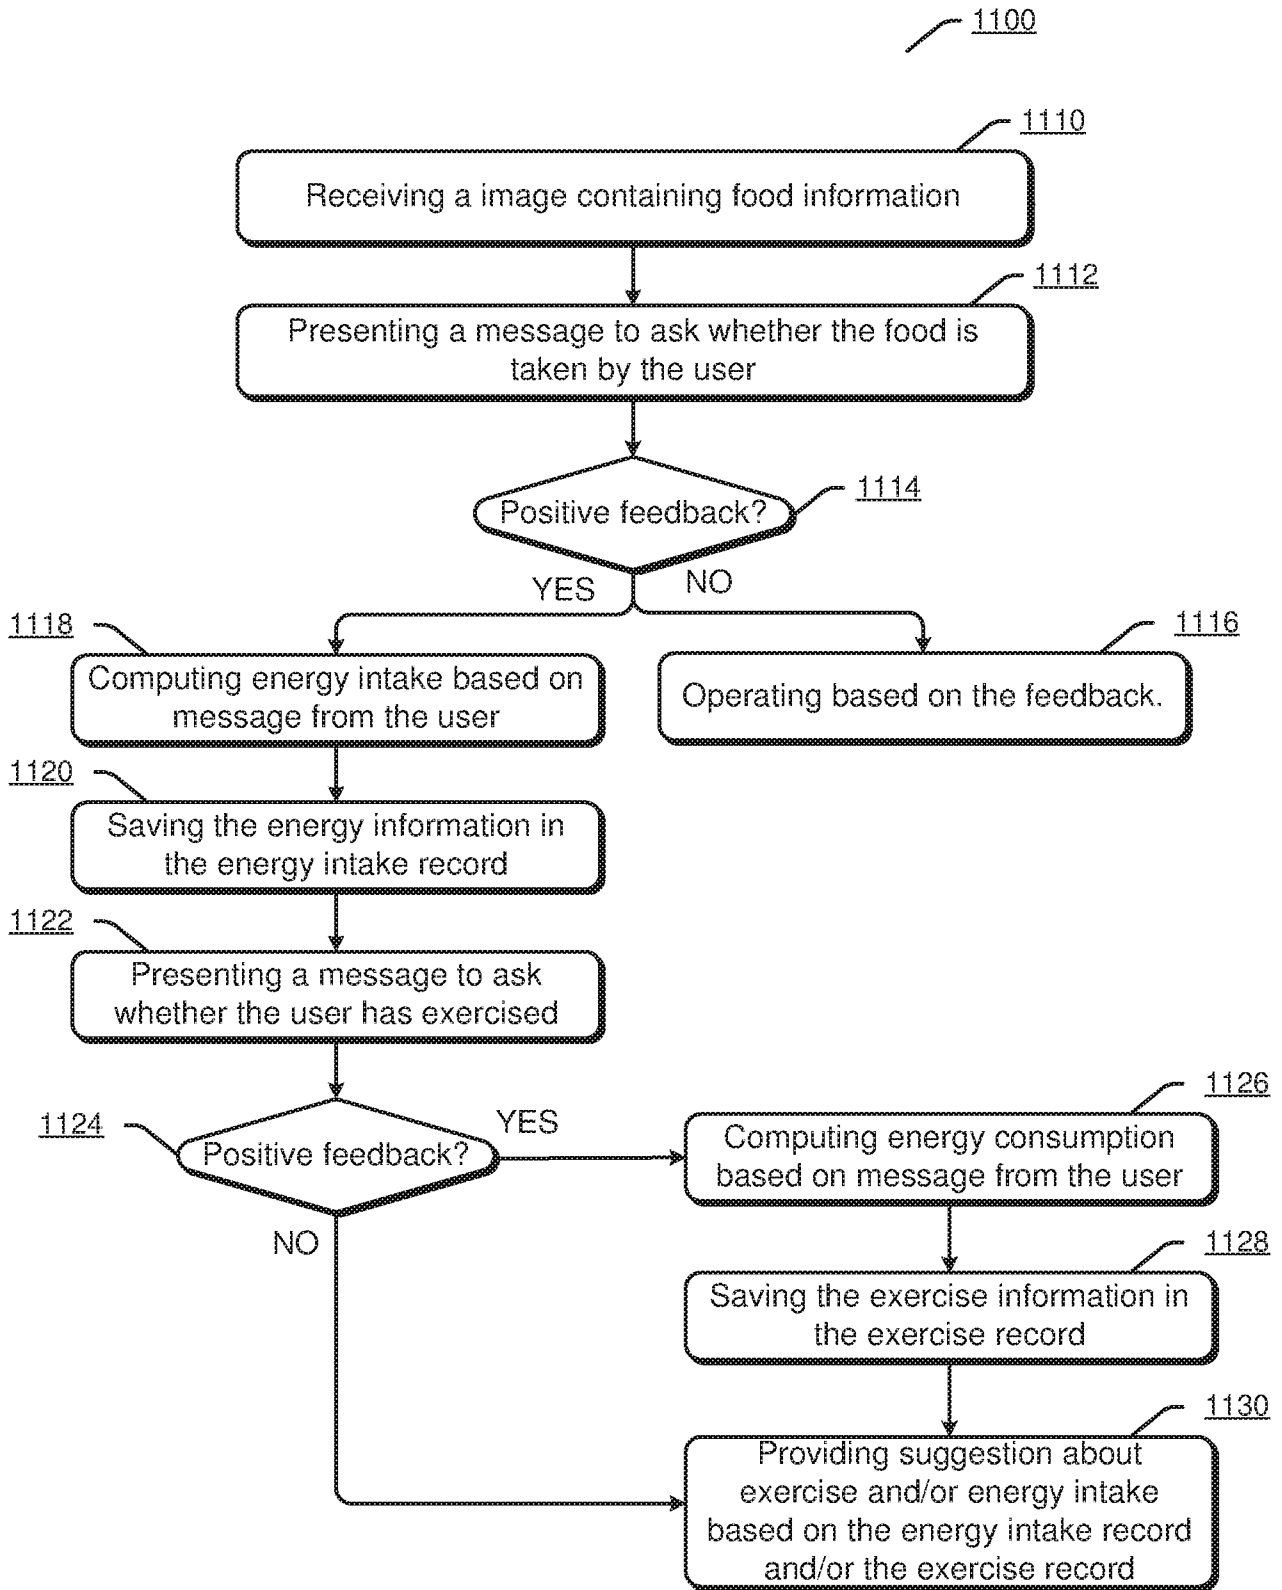 1100
1110
Receiving a image containing food information
1112
Presenting a message to ask whether the food is
taken by the user
1114
Positive feedback?
YES
NO
1118
Computing energy intake based on
message from the user
1116
Operating based on the feedback.
1120
Saving the energy information in
the energy intake record
1122
Presenting a message to ask
whether the user has exercised
1124
Positive feedback?
YES
NO
1126
Computing energy consumption
based on message from the user
1128
Saving the exercise information in
the exercise record
1130
Providing suggestion about
exercise and/or energy intake
based on the energy intake record
and/or the exercise record